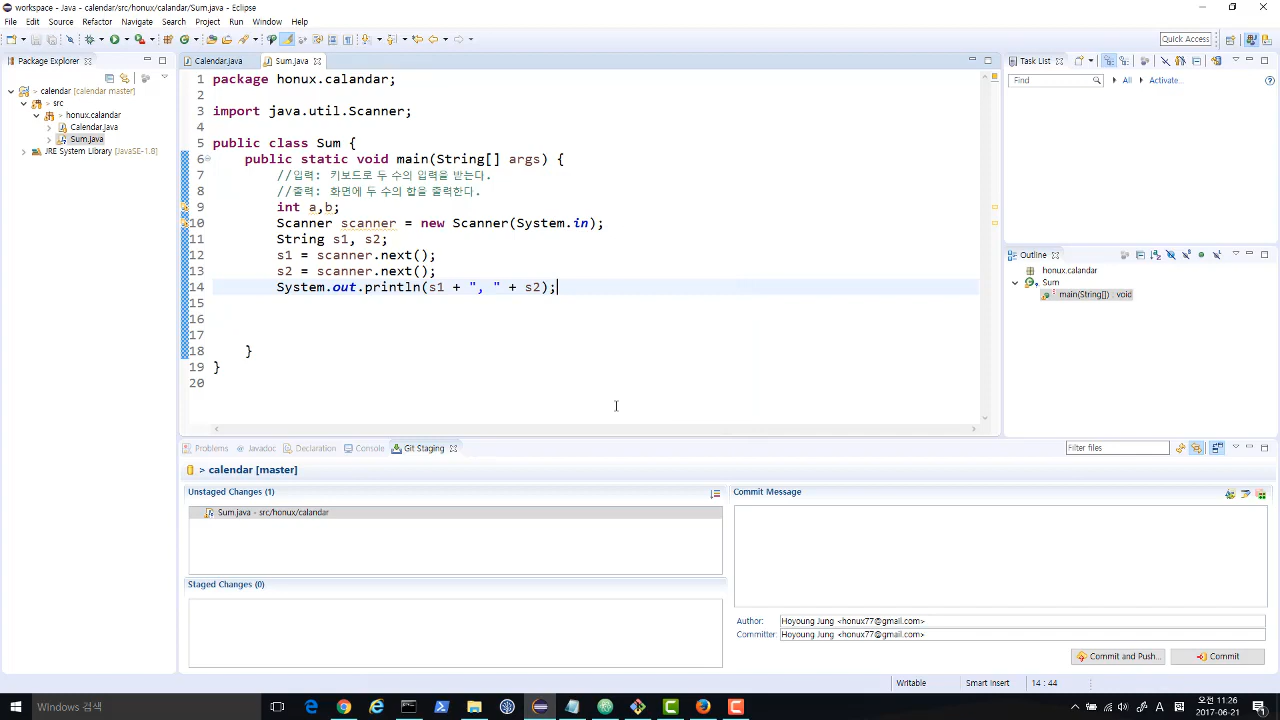 workspace - Java - calendar/src/honux/calandar/Sum.java - Eclipse
File Edit Source Refactor Navigate Search Project Run Window Help
Quick Access
Package Explorer
calendar [calendar master]
src
honux.calandar
Calendar.java
Sum.java
JRE System Library [JavaSE-1.8]
Calendar.java Sum.java
1 package honux.calandar;
2
3 import java.util.Scanner;
4
5 public class Sum {
6 public static void main(String[] args) {
7 //입력: 키보드로 두 수의 입력을 받는다.
8 //출력: 화면에 두 수의 합을 출력한다.
9 int a,b;
10 Scanner scanner = new Scanner(System.in);
11 String s1, s2;
12 s1 = scanner.next();
13 s2 = scanner.next();
14 System.out.println(s1 + ", " + s2);
15
16
17
18 }
19 }
20
Task List
Find All Activate...
Outline
honux.calandar
Sum
main(String[]) : void
Problems Javadoc Declaration Console Git Staging
Filter files
> calendar [master]
Unstaged Changes (1)
Sum.java - src/honux/calandar
Staged Changes (0)
Commit Message
Author: Hoyoung Jung <honux77@gmail.com>
Committer: Hoyoung Jung <honux77@gmail.com>
Commit and Push... Commit
Writable Smart Insert 14 : 44
Windows 검색
A 오전 11:26
2017-06-21